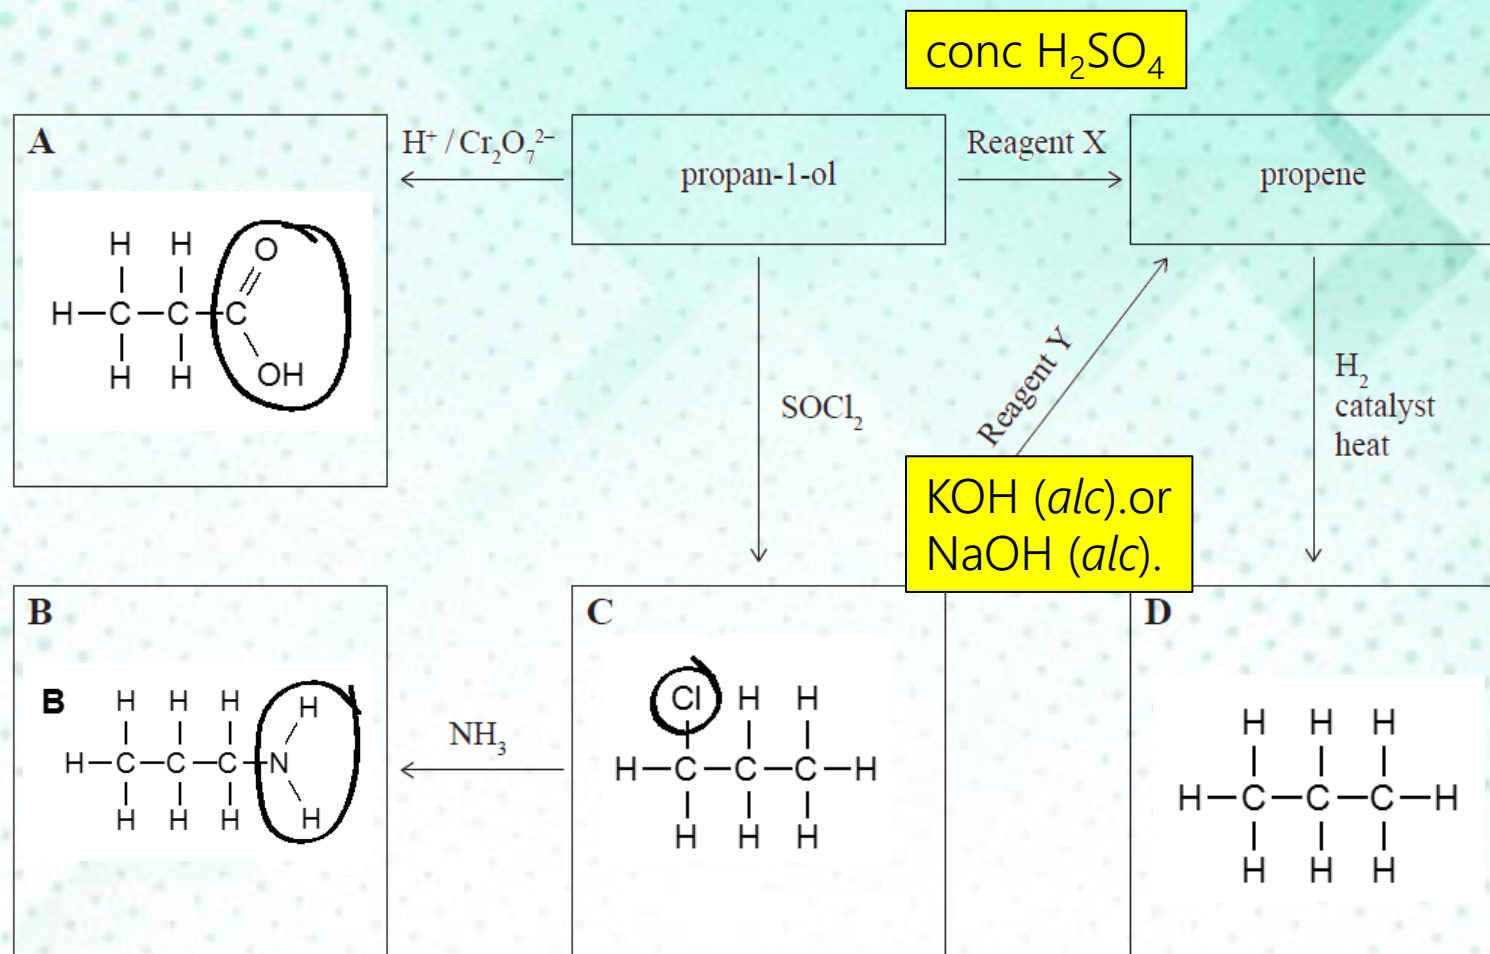 conc H₂SO₄
A
H⁺ / Cr₂O₇²⁻
propan-1-ol
Reagent X
propene
H H O
H–C–C–C
H H OH
SOCl₂
Reagent Y
H₂
catalyst
heat
KOH (alc).or
NaOH (alc).
B
B H H H H
H–C–C–C–N
H H H H
NH₃
C
Cl H H
H–C–C–C–H
H H H
D
H H H
H–C–C–C–H
H H H